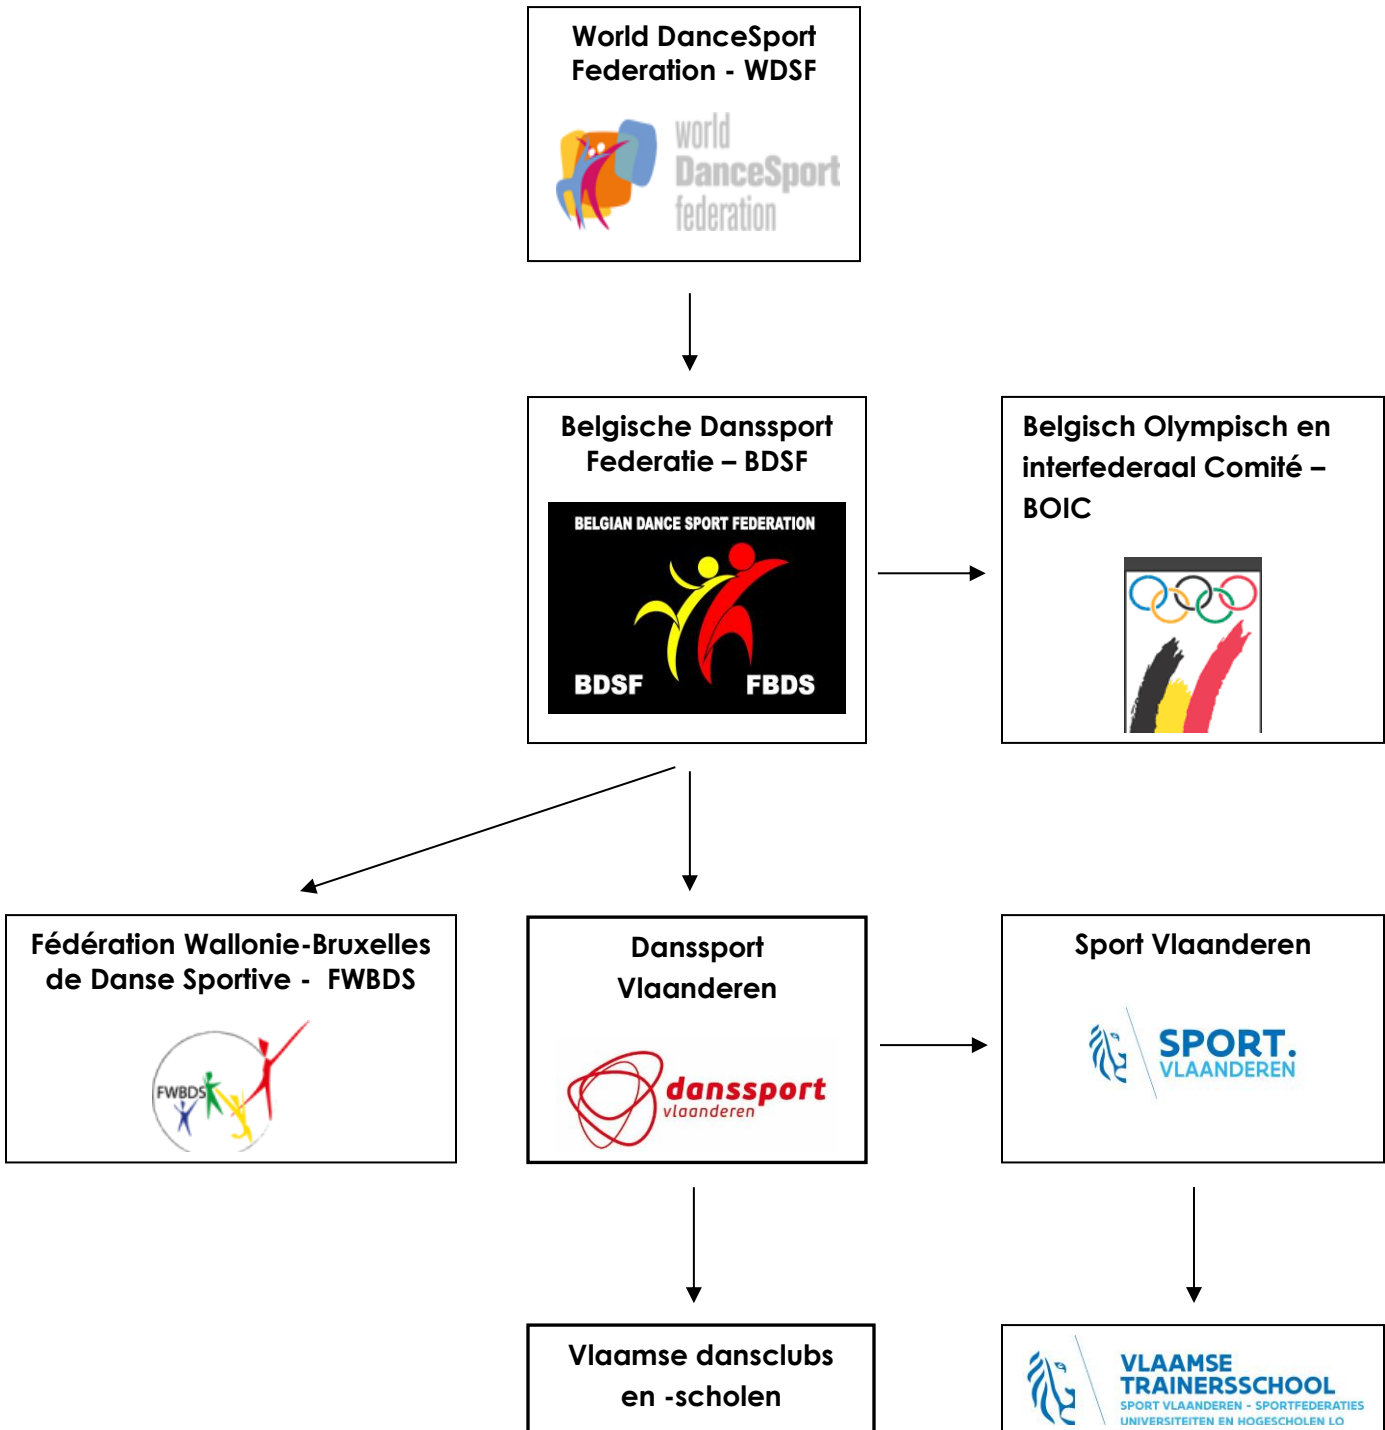 World DanceSport
Federation - WDSF
world
DanceSport
federation
Belgische Danssport
Federatie – BDSF
BELGIAN DANCE SPORT FEDERATION
BDSF FBDS
Belgisch Olympisch en
interfederaal Comité –
BOIC
Fédération Wallonie-Bruxelles
de Danse Sportive - FWBDS
FWBDS
Danssport
Vlaanderen
danssport
vlaanderen
Sport Vlaanderen
SPORT.
VLAANDEREN
Vlaamse dansclubs
en -scholen
VLAAMSE
TRAINERSSCHOOL
SPORT VLAANDEREN - SPORTFEDERATIES
UNIVERSITEITEN EN HOGESCHOLEN LO